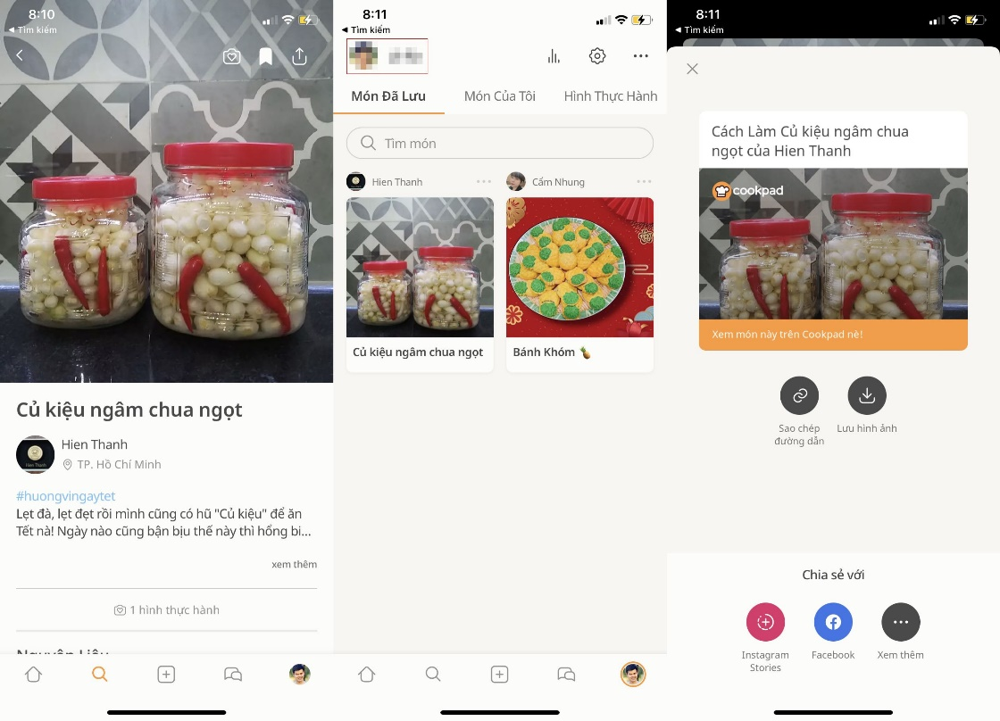 8:10
◀ Tìm kiếm
Củ kiệu ngâm chua ngọt
Hien Thanh
TP. Hồ Chí Minh
#huongvingaytet
Lẹt đà, lẹt đẹt rồi mình cũng có hũ "Củ kiệu" để ăn
Tết nà! Ngày nào cũng bận bịu thế này thì hổng bi...
xem thêm
1 hình thực hành
Nguyên Liệu
8:11
◀ Tìm kiếm
Món Đã Lưu
Món Của Tôi
Hình Thực Hành
Tìm món
Hien Thanh
Cẩm Nhung
Củ kiệu ngâm chua ngọt
Bánh Khóm 🍍
8:11
◀ Tìm kiếm
Cách Làm Củ kiệu ngâm chua
ngọt của Hien Thanh
cookpad
Xem món này trên Cookpad nè!
Sao chép
đường dẫn
Lưu hình ảnh
Chia sẻ với
Instagram
Stories
Facebook
Xem thêm